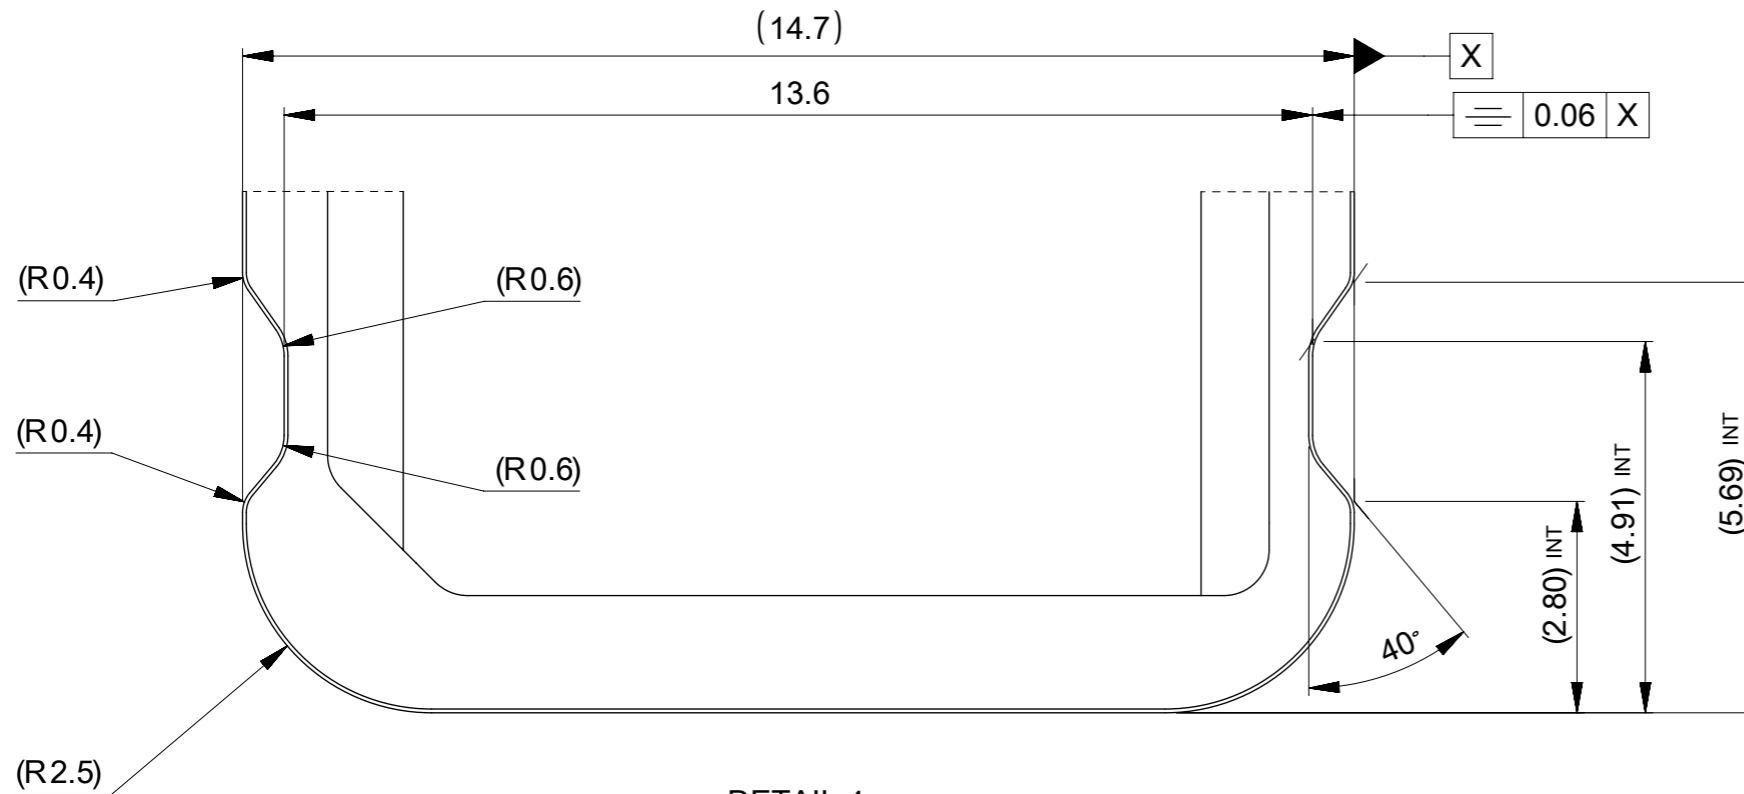 (14.7)
X
13.6
0.06 X
(R0.4)
(R0.6)
(R0.4)
(R0.6)
(5.69) INT
(4.91) INT
(2.80) INT
40°
(R2.5)